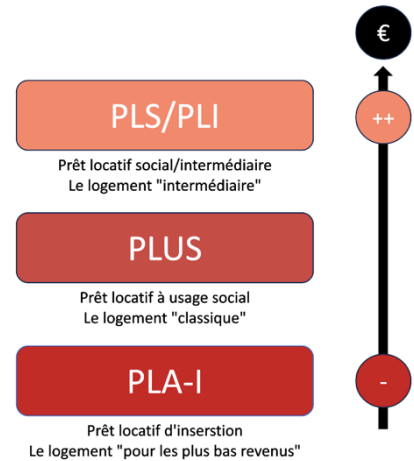 €
PLS/PLI
++
Prêt locatif social/intermédiaire
Le logement "intermédiaire"
PLUS
Prêt locatif à usage social
Le logement "classique"
PLA-I
-
Prêt locatif d'inserstion
Le logement "pour les plus bas revenus"